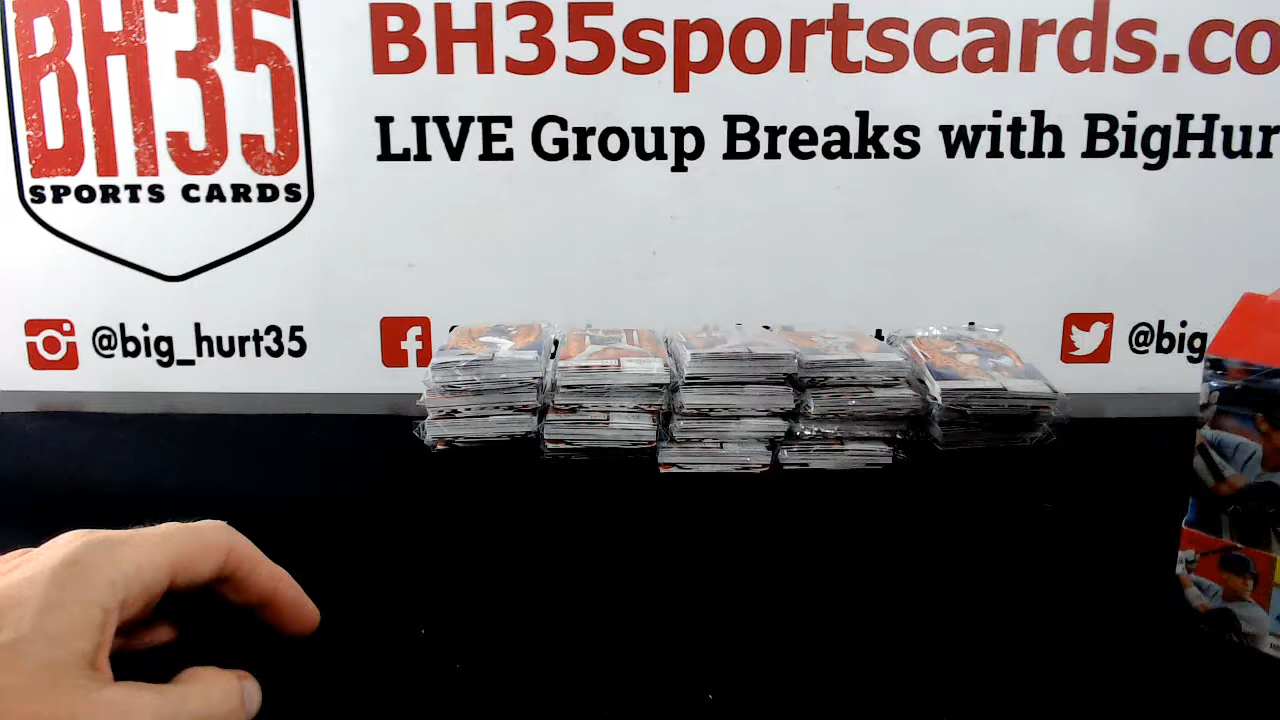 BH35
SPORTS CARDS
BH35sportscards.co
LIVE Group Breaks with BigHur
@big_hurt35
@big